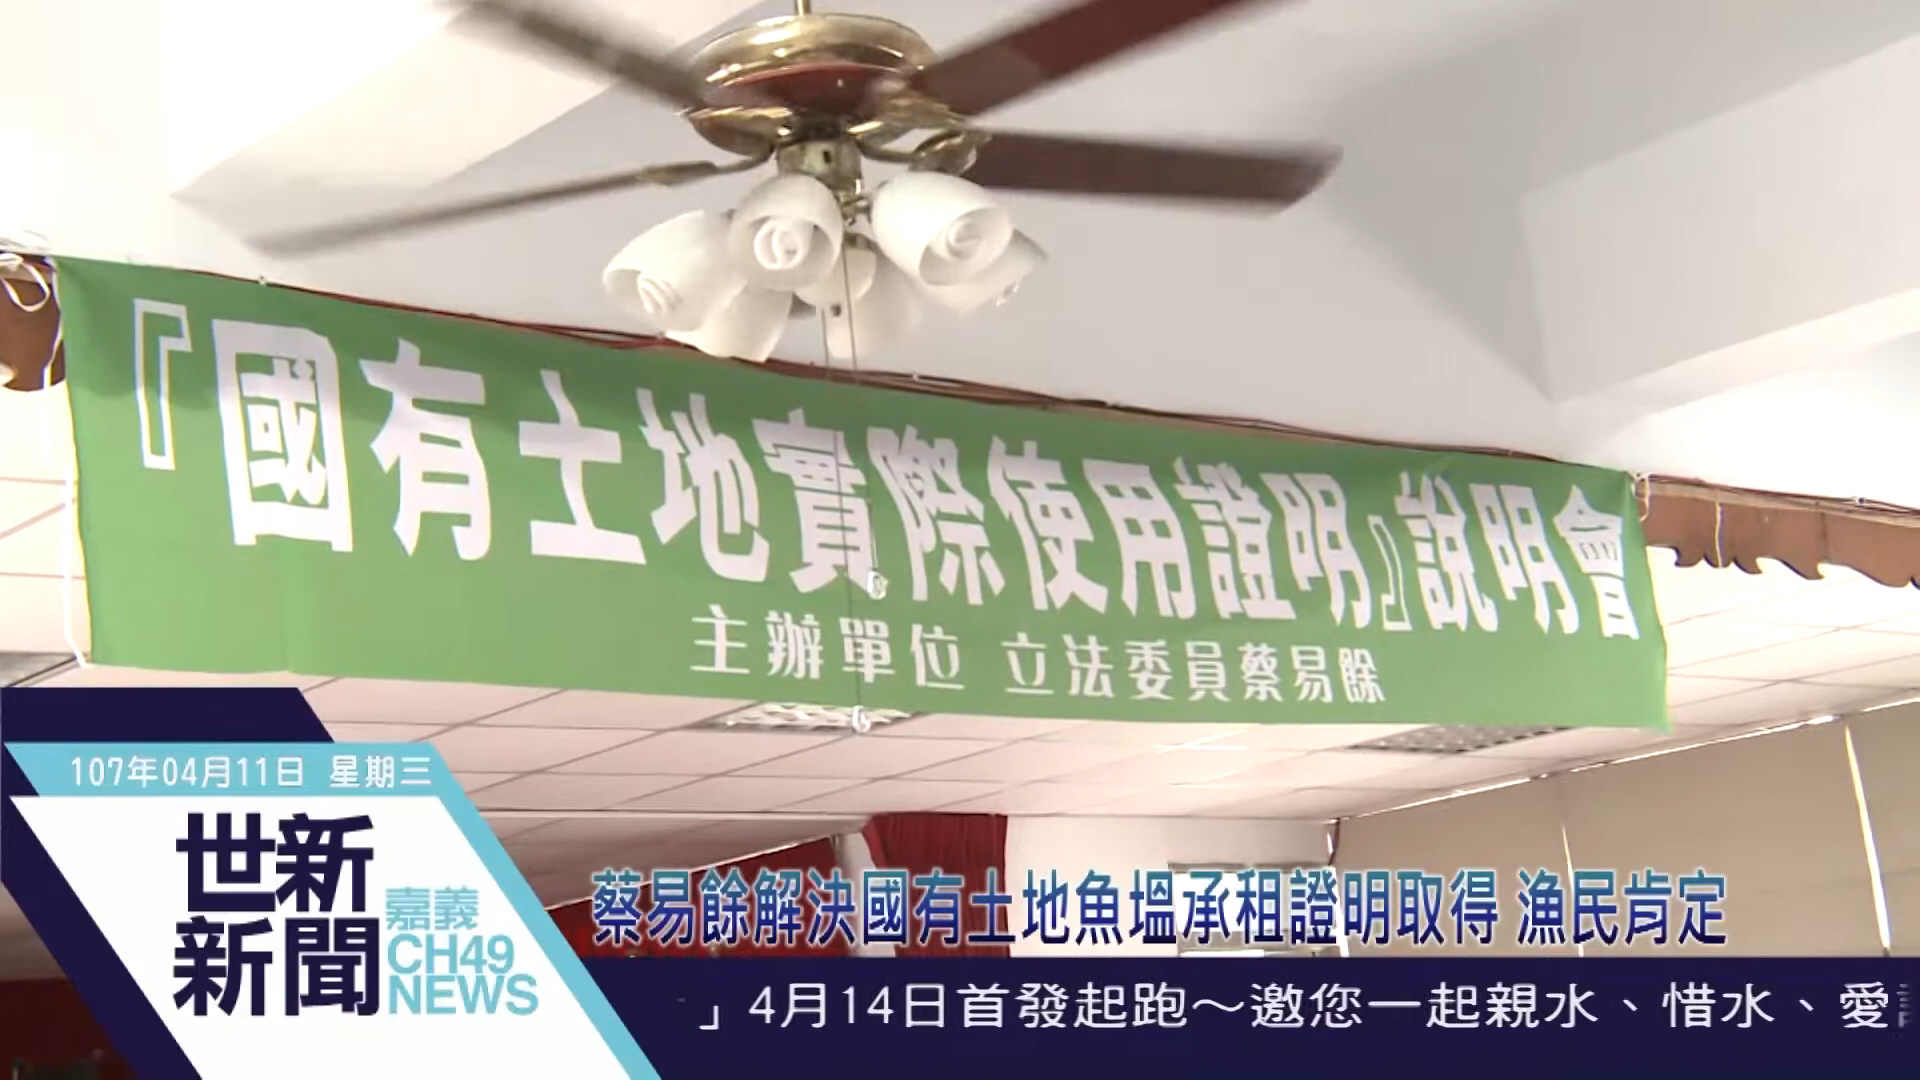 『國有土地實際使用證明』說明會
主辦單位 立法委員蔡易餘
107年04月11日 星期三
世新
新聞
嘉義
CH49
NEWS
蔡易餘解決國有土地魚塭承租證明取得 漁民肯定
」4月14日首發起跑～邀您一起親水、惜水、愛